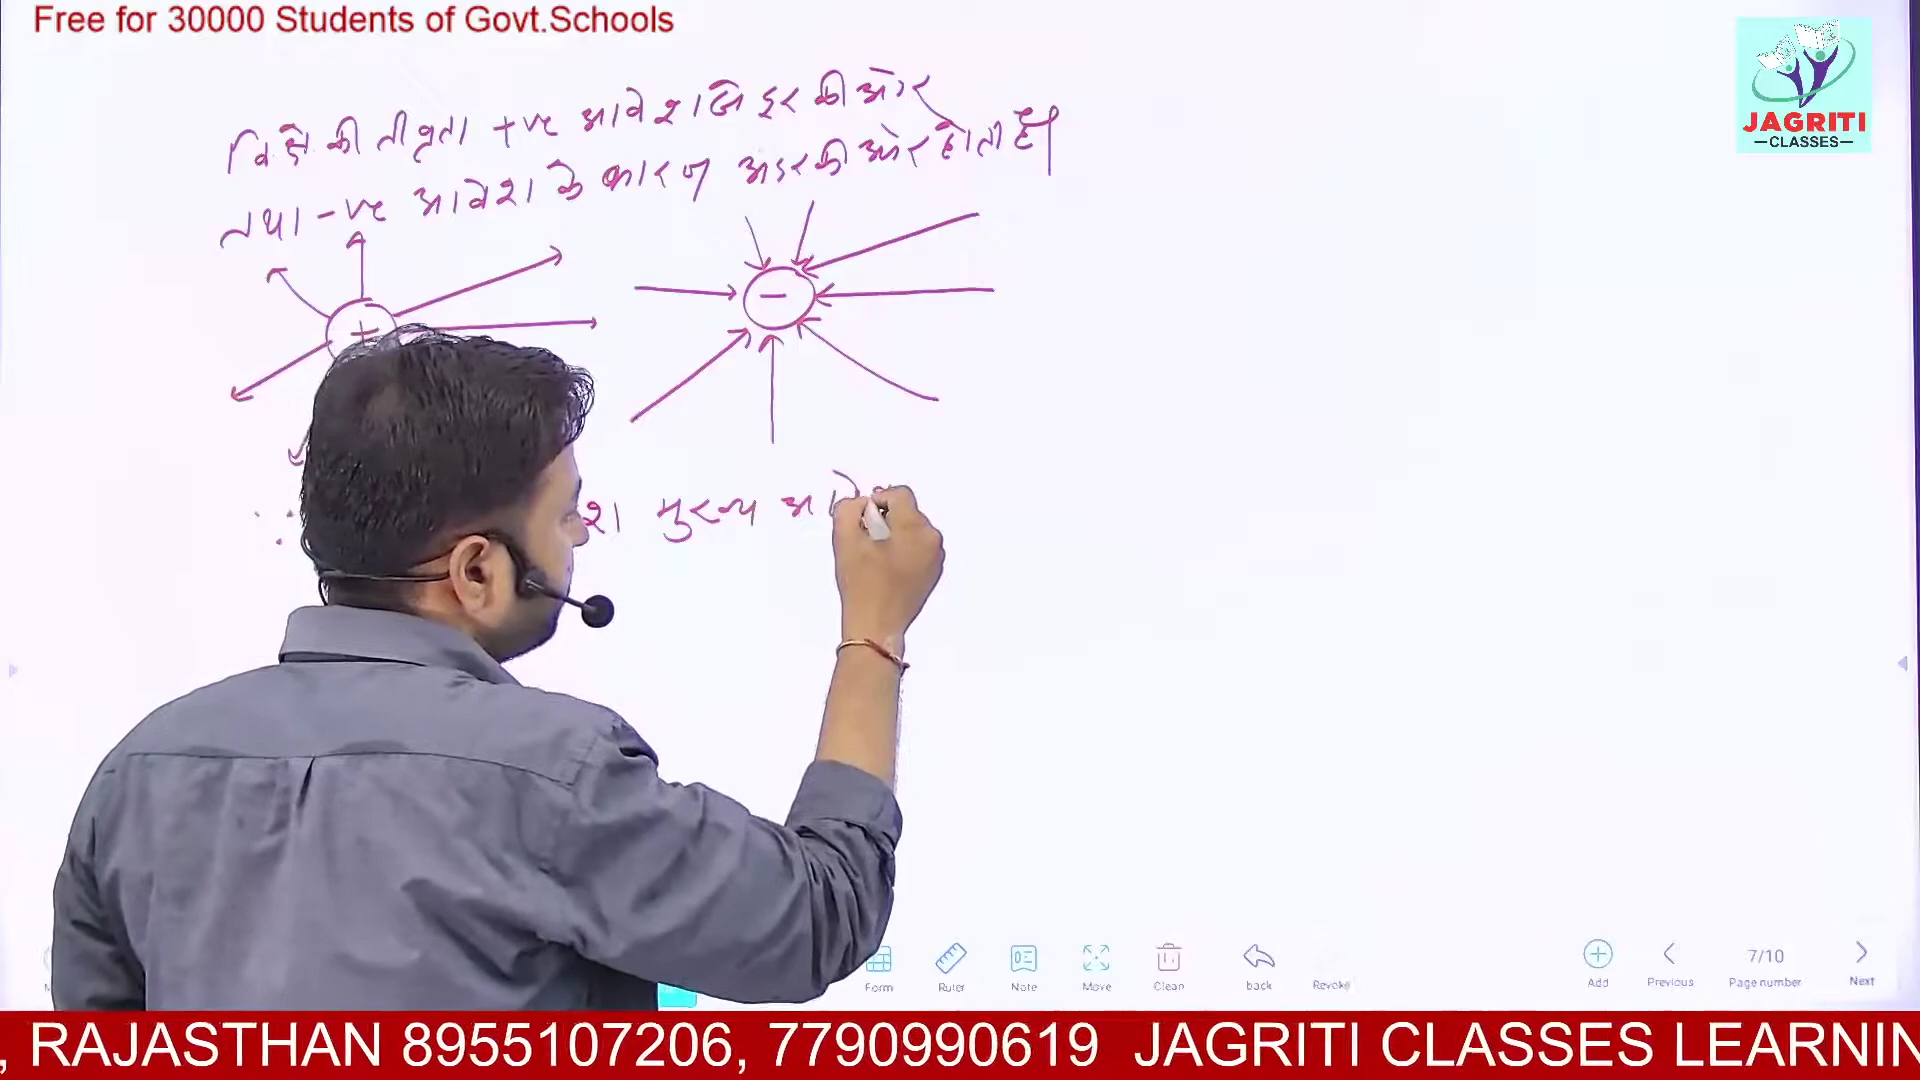 Free for 30000 Students of Govt.Schools
वि.क्षे. की तीव्रता +ve आवेश की ओर
तथा -ve आवेश के कारण अंदर की ओर होती है।
+
-
मुख्य
JAGRITI
CLASSES
Form
Ruler
Note
Move
Clean
back
Revoke
Add
Previous
7/10
Page number
Next
, RAJASTHAN 8955107206, 7790990619 JAGRITI CLASSES LEARNIN